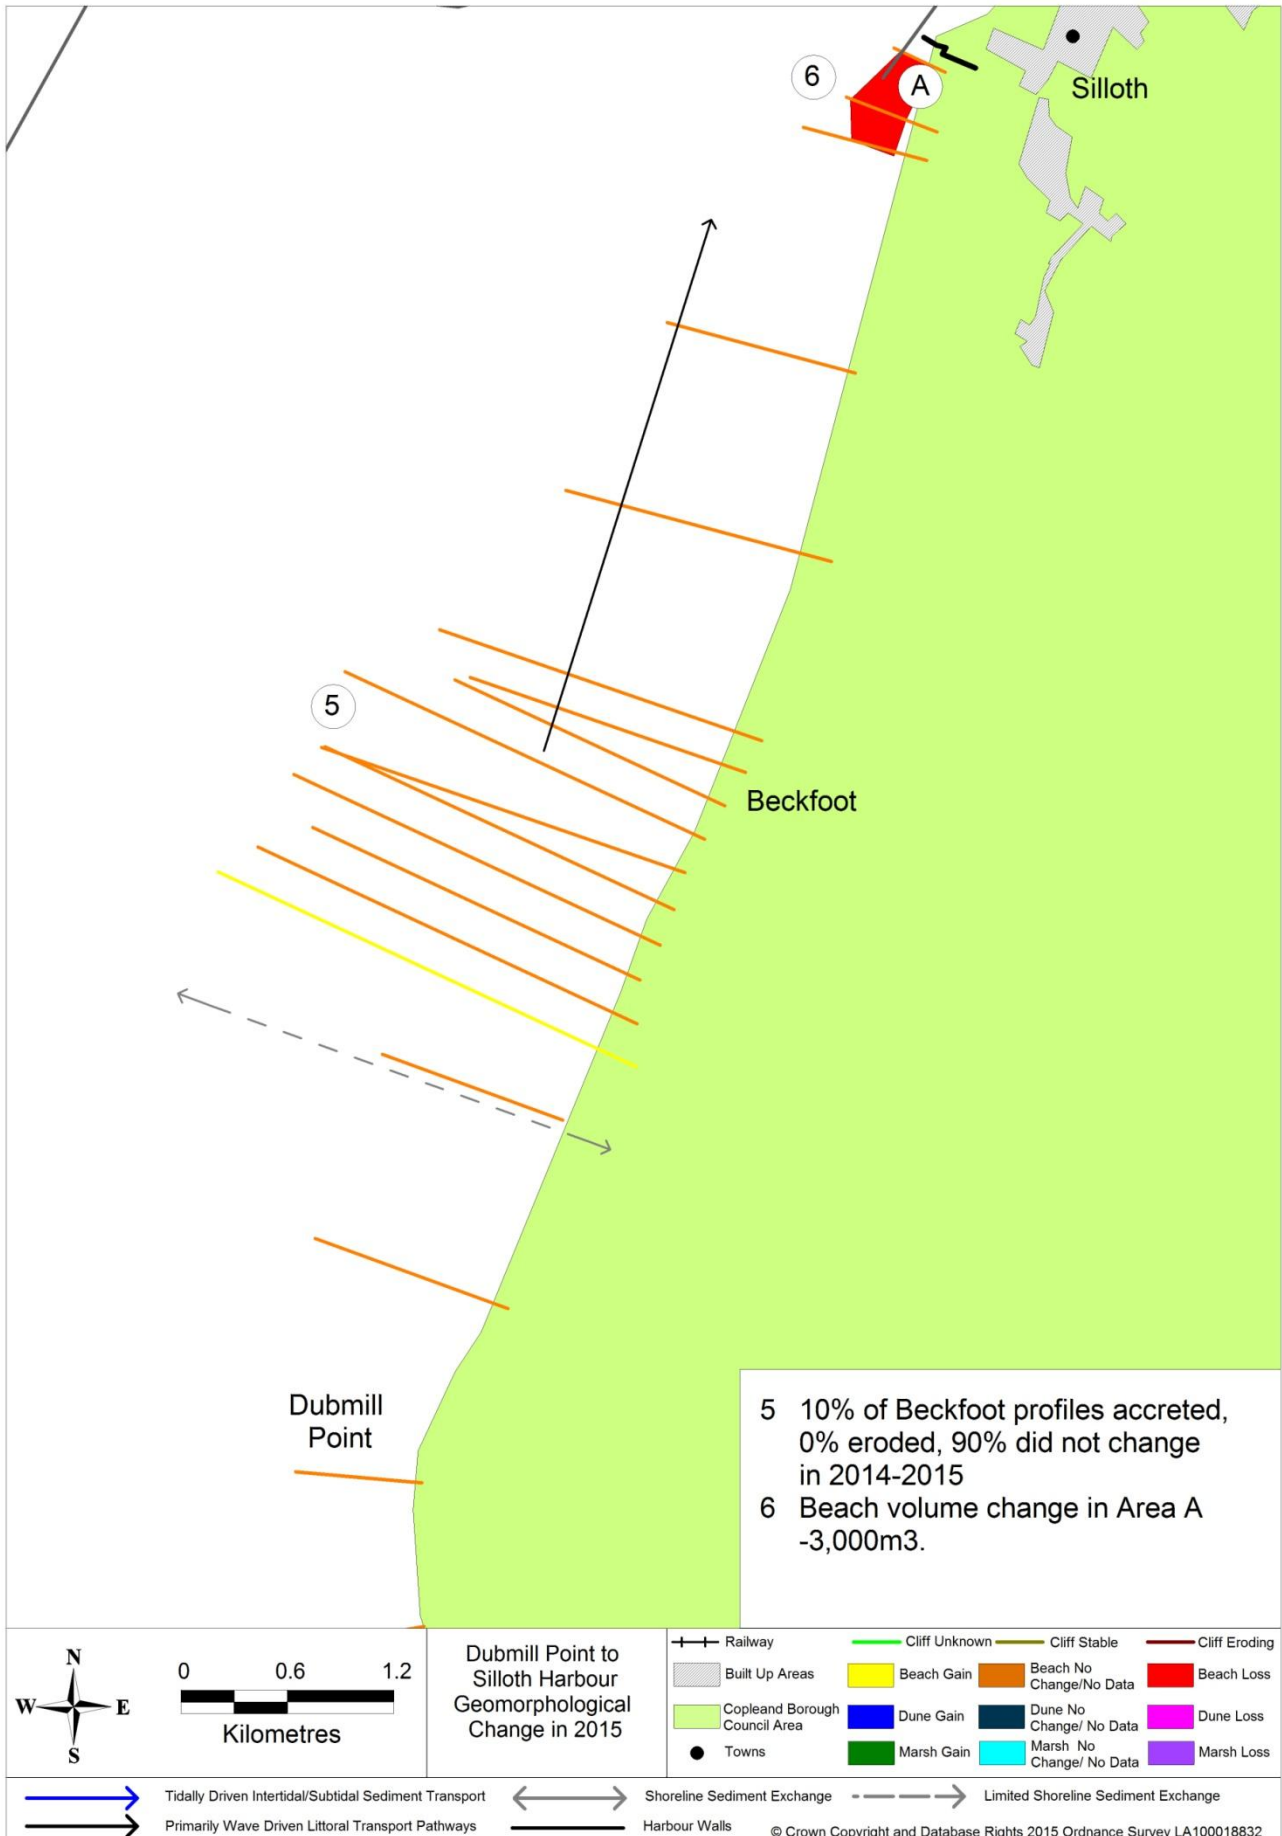 6
A
Silloth
5
Beckfoot
Dubmill
Point
5 10% of Beckfoot profiles accreted,
0% eroded, 90% did not change
in 2014-2015
6 Beach volume change in Area A
-3,000m3.
N
W E
S
0 0.6 1.2
Kilometres
Dubmill Point to
Silloth Harbour
Geomorphological
Change in 2015
Railway
Cliff Unknown
Cliff Stable
Cliff Eroding
Built Up Areas
Beach Gain
Beach No
Change/No Data
Beach Loss
Copleand Borough
Council Area
Dune Gain
Dune No
Change/ No Data
Dune Loss
Towns
Marsh Gain
Marsh No
Change/ No Data
Marsh Loss
Tidally Driven Intertidal/Subtidal Sediment Transport
Shoreline Sediment Exchange
Limited Shoreline Sediment Exchange
Primarily Wave Driven Littoral Transport Pathways
Harbour Walls
© Crown Copyright and Database Rights 2015 Ordnance Survey LA100018832